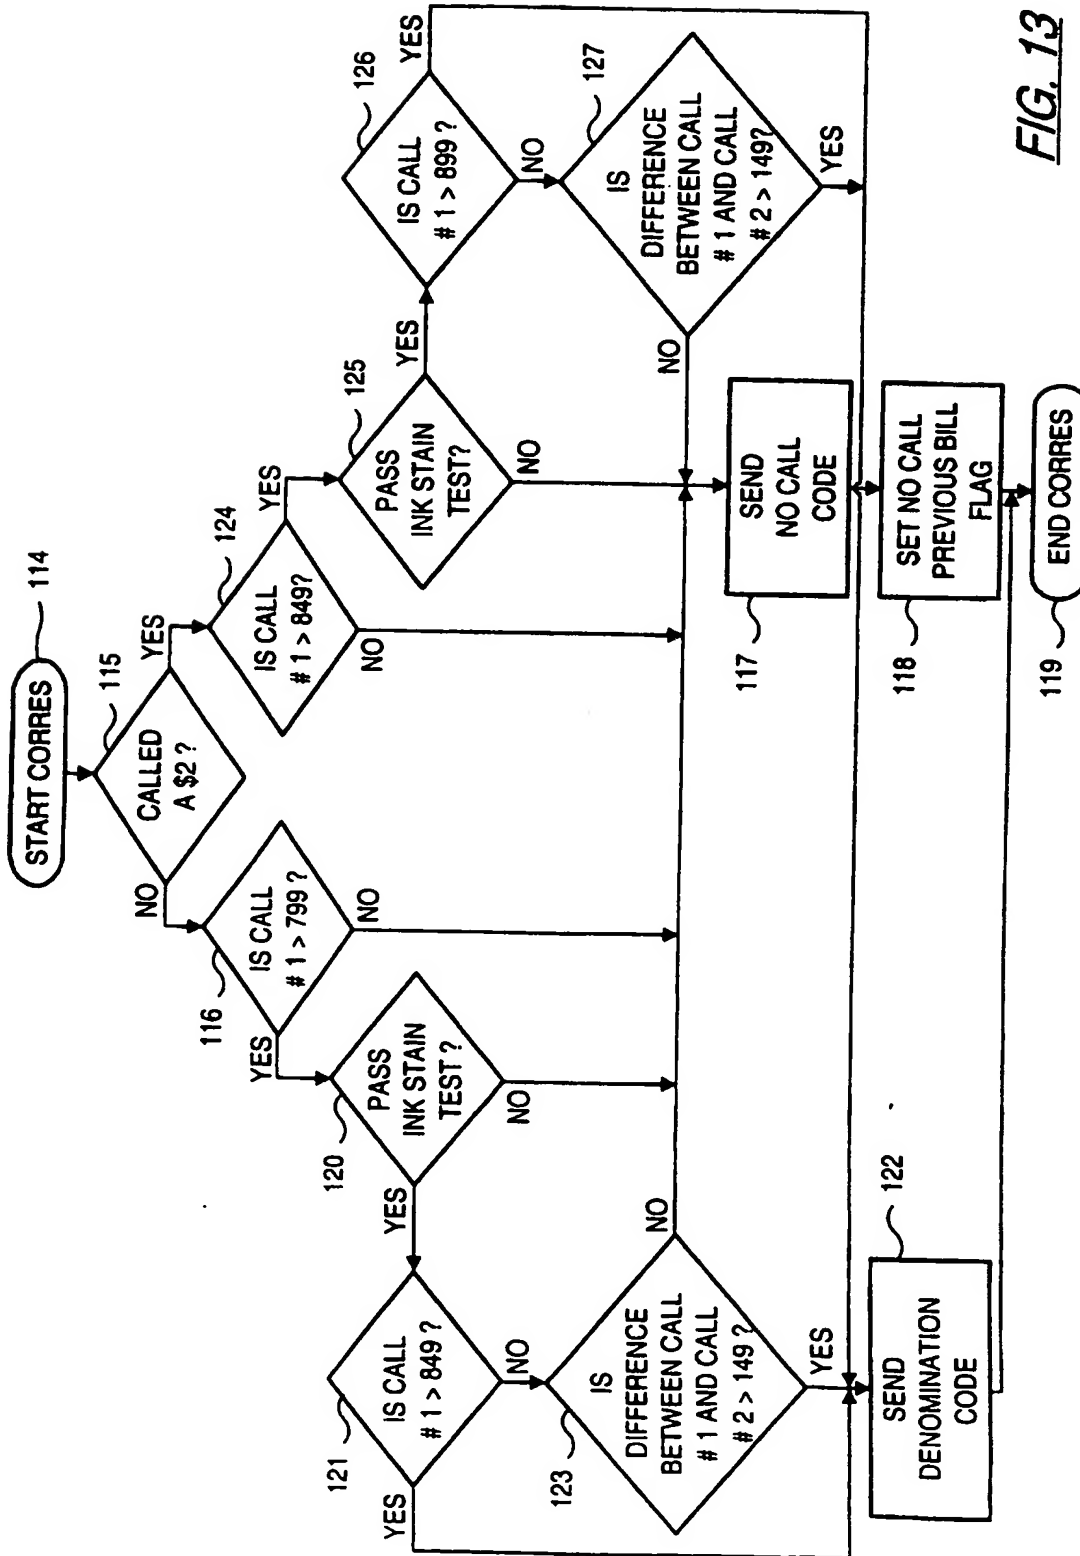 START CORRES
114
CALLED
A $2 ?
115
NO
YES
IS CALL
# 1 > 799 ?
116
YES
NO
IS CALL
# 1 > 849?
124
YES
NO
PASS
INK STAIN
TEST ?
120
YES
NO
PASS
INK STAIN
TEST?
125
YES
NO
IS CALL
# 1 > 849 ?
121
YES
NO
IS CALL
# 1 > 899 ?
126
YES
NO
IS
DIFFERENCE
BETWEEN CALL
# 1 AND CALL
# 2 > 149 ?
123
NO
YES
IS
DIFFERENCE
BETWEEN CALL
# 1 AND CALL
# 2 > 149?
127
NO
YES
SEND
NO CALL
CODE
117
SEND
DENOMINATION
CODE
122
SET NO CALL
PREVIOUS BILL
FLAG
118
END CORRES
119
FIG. 13